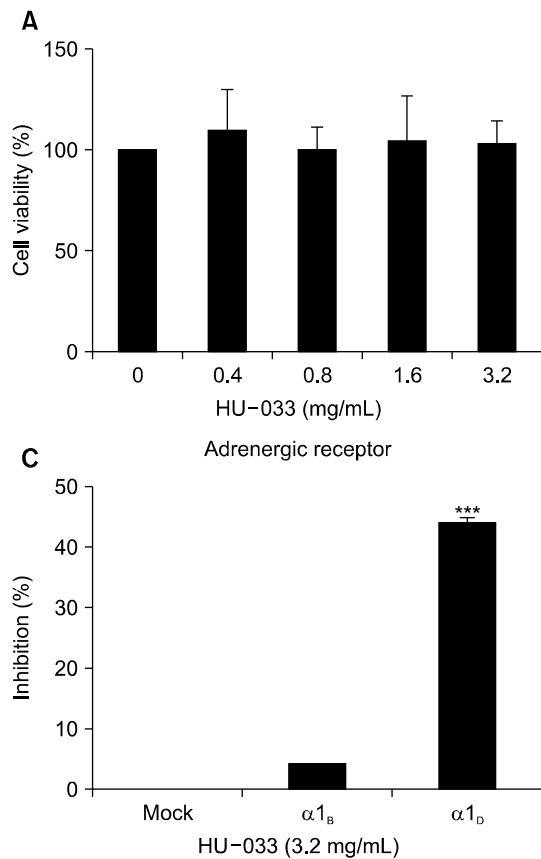 A
150
100
50
0
Cell viability (%)
0 0.4 0.8 1.6 3.2
HU-033 (mg/mL)
Adrenergic receptor
C
50
40
30
20
10
0
Inhibition (%)
***
Mock α1B α1D
HU-033 (3.2 mg/mL)